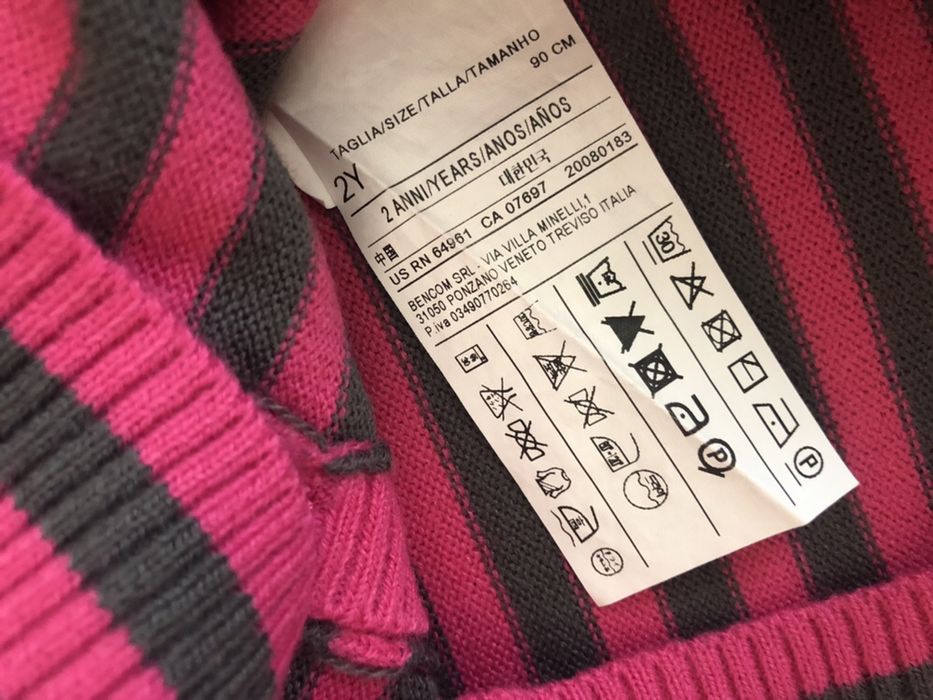 TAGLIA/SIZE/TALLA/TAMANHO
90 CM
2Y
2 ANNI/YEARS/ANOS/AÑOS
中国 대한민국
US RN 64961 CA 07697 20080183
BENCOM SRL - VIA VILLA MINELLI,1
31050 PONZANO VENETO TREVISO ITALIA
P.iva 03490770264
30
P
P